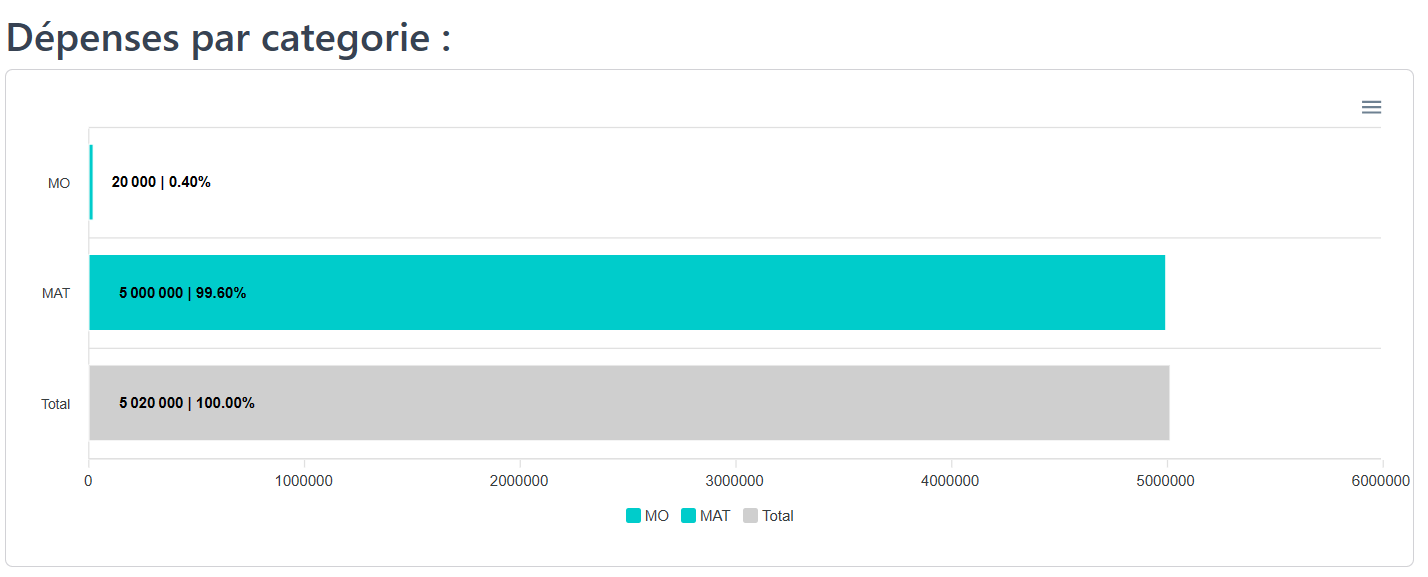 Dépenses par categorie :
MO
20 000 | 0.40%
MAT
5 000 000 | 99.60%
Total
5 020 000 | 100.00%
0 1000000 2000000 3000000 4000000 5000000 6000000
MO MAT Total